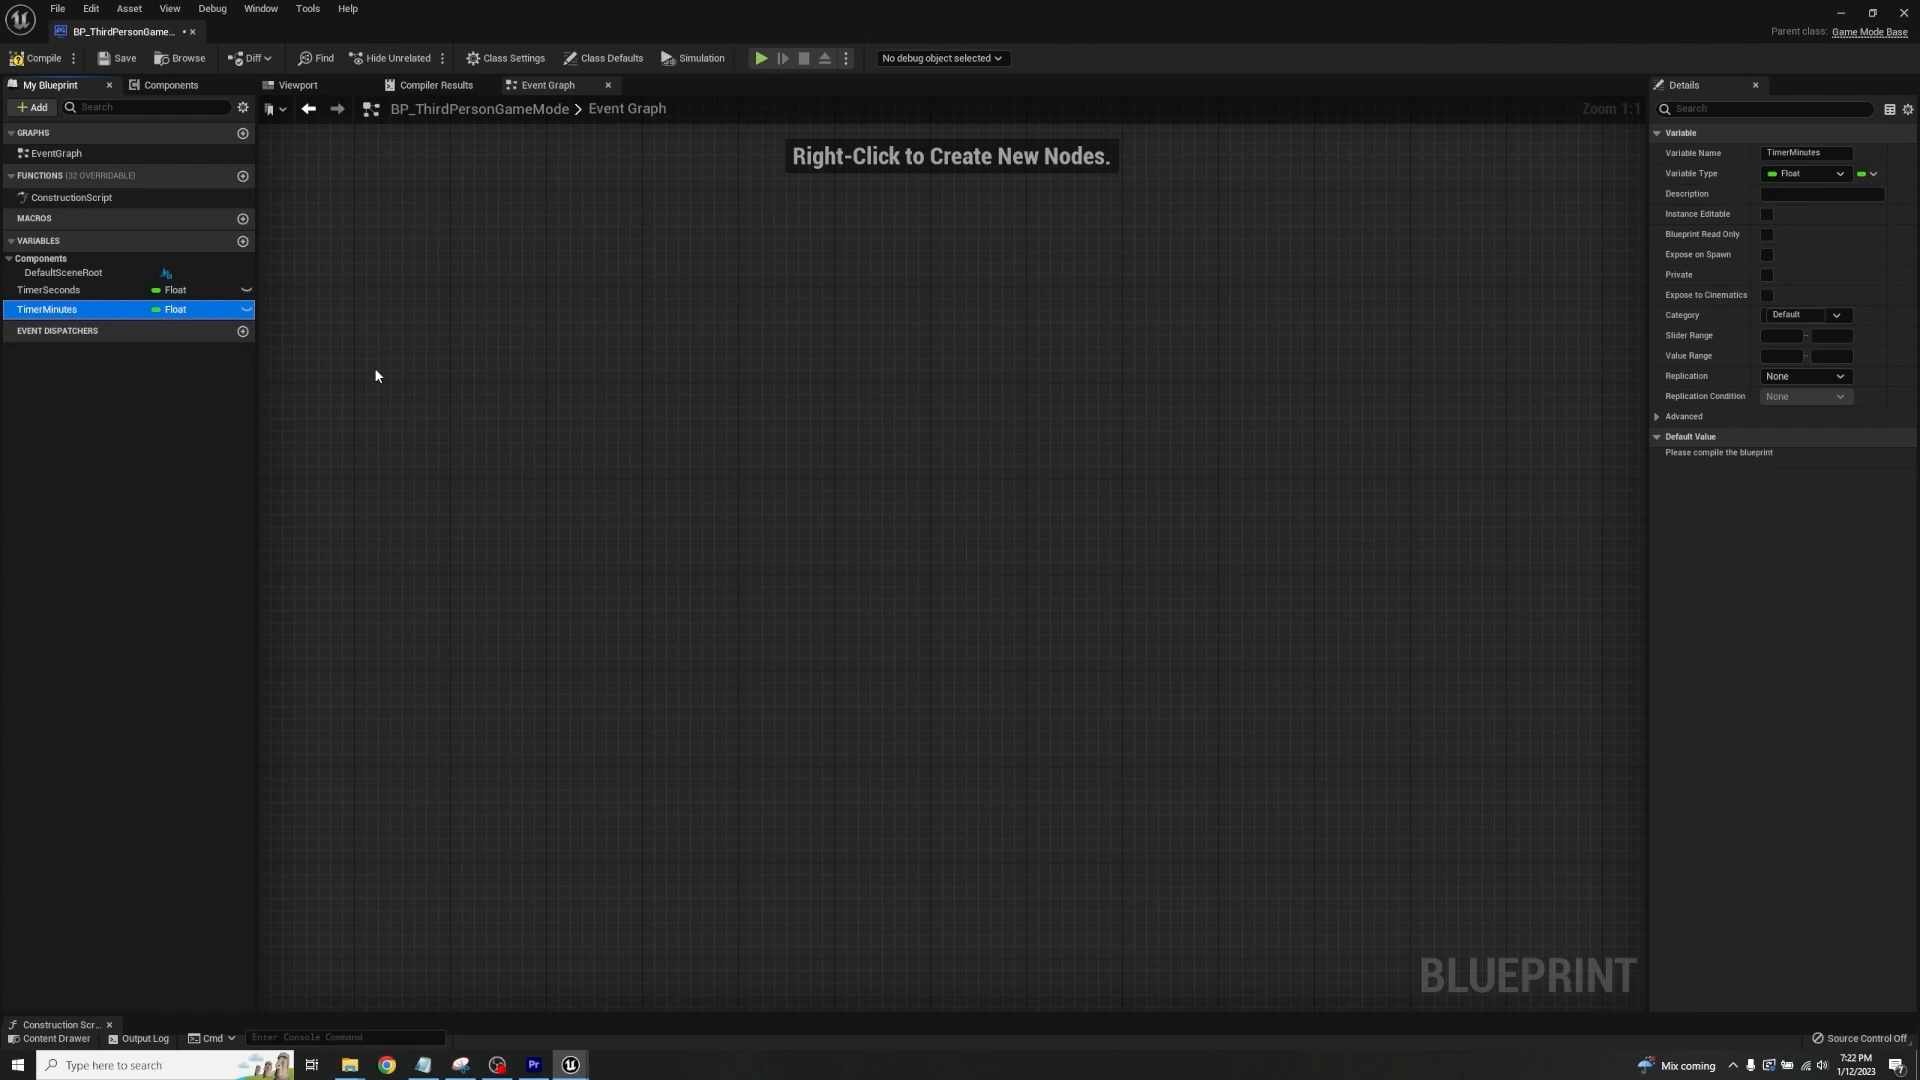 File Edit Asset View Debug Window Tools Help
BP_ThirdPersonGame...
Parent class: Game Mode Base
Compile Save Browse Diff Find Hide Unrelated Class Settings Class Defaults Simulation No debug object selected
My Blueprint Components Viewport Compiler Results Event Graph Details
Add Search
BP_ThirdPersonGameMode > Event Graph
Zoom 1:1
Search
GRAPHS
EventGraph
FUNCTIONS (32 OVERRIDABLE)
ConstructionScript
MACROS
VARIABLES
Components
DefaultSceneRoot
TimerSeconds Float
TimerMinutes Float
EVENT DISPATCHERS
Right-Click to Create New Nodes.
BLUEPRINT
Variable
Variable Name TimerMinutes
Variable Type Float
Description
Instance Editable
Blueprint Read Only
Expose on Spawn
Private
Expose to Cinematics
Category Default
Slider Range
Value Range
Replication None
Replication Condition None
Advanced
Default Value
Please compile the blueprint
Construction Scr...
Content Drawer Output Log Cmd Enter Console Command
Source Control Off
Type here to search
Pr
Mix coming
7:22 PM
1/12/2023
7